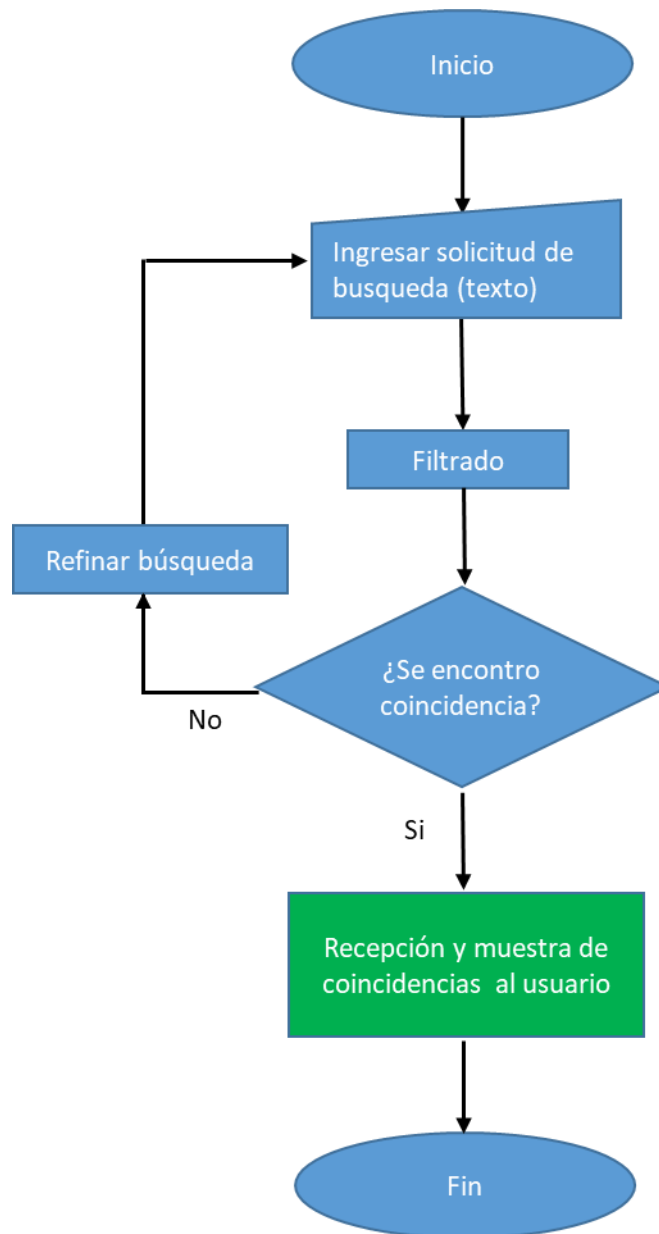 Inicio
Ingresar solicitud de
busqueda (texto)
Filtrado
Refinar búsqueda
¿Se encontro
coincidencia?
No
Si
Recepción y muestra de
coincidencias al usuario
Fin